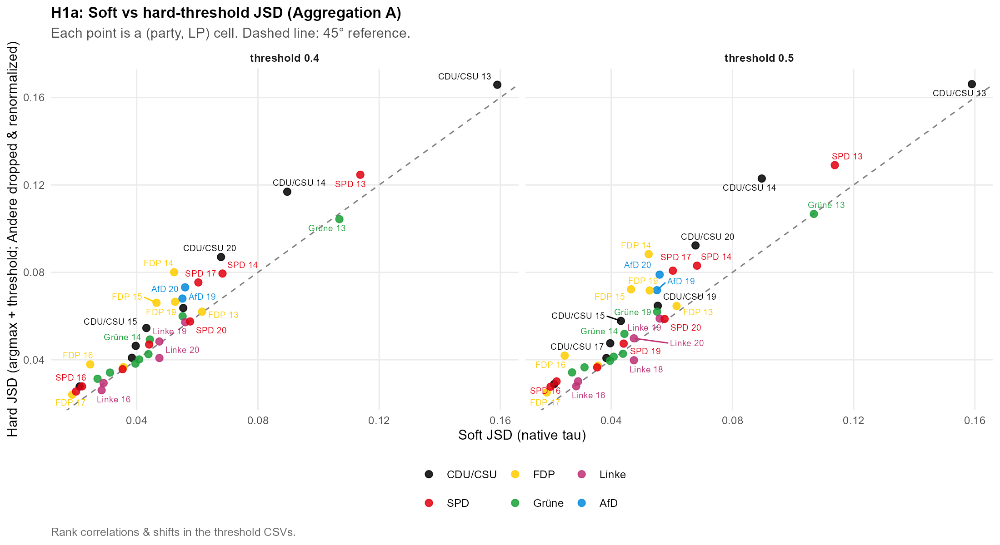 H1a: Soft vs hard-threshold JSD (Aggregation A)
Each point is a (party, LP) cell. Dashed line: 45° reference.
Hard JSD (argmax + threshold; Andere dropped & renormalized)
threshold 0.4
0.16
0.12
0.08
0.04
CDU/CSU 13
CDU/CSU 14
SPD 13
Grüne 13
CDU/CSU 20
FDP 14
SPD 14
SPD 17
AfD 20
FDP 15
AfD 19
FDP 19
FDP 13
CDU/CSU 15
Linke 19
SPD 20
Grüne 14
Linke 20
FDP 16
SPD 16
Linke 16
FDP 17
0.04
0.08
0.12
0.16
threshold 0.5
CDU/CSU 13
SPD 13
CDU/CSU 14
Grüne 13
CDU/CSU 20
FDP 14
SPD 17
SPD 14
AfD 20
FDP 19
AfD 19
FDP 15
CDU/CSU 19
Grüne 19
FDP 13
CDU/CSU 15
Linke 19
SPD 20
Grüne 14
Linke 20
CDU/CSU 17
SPD 19
FDP 16
Linke 18
SPD 16
Linke 16
FDP 17
0.04
0.08
0.12
0.16
Soft JSD (native tau)
CDU/CSU
FDP
Linke
SPD
Grüne
AfD
Rank correlations & shifts in the threshold CSVs.